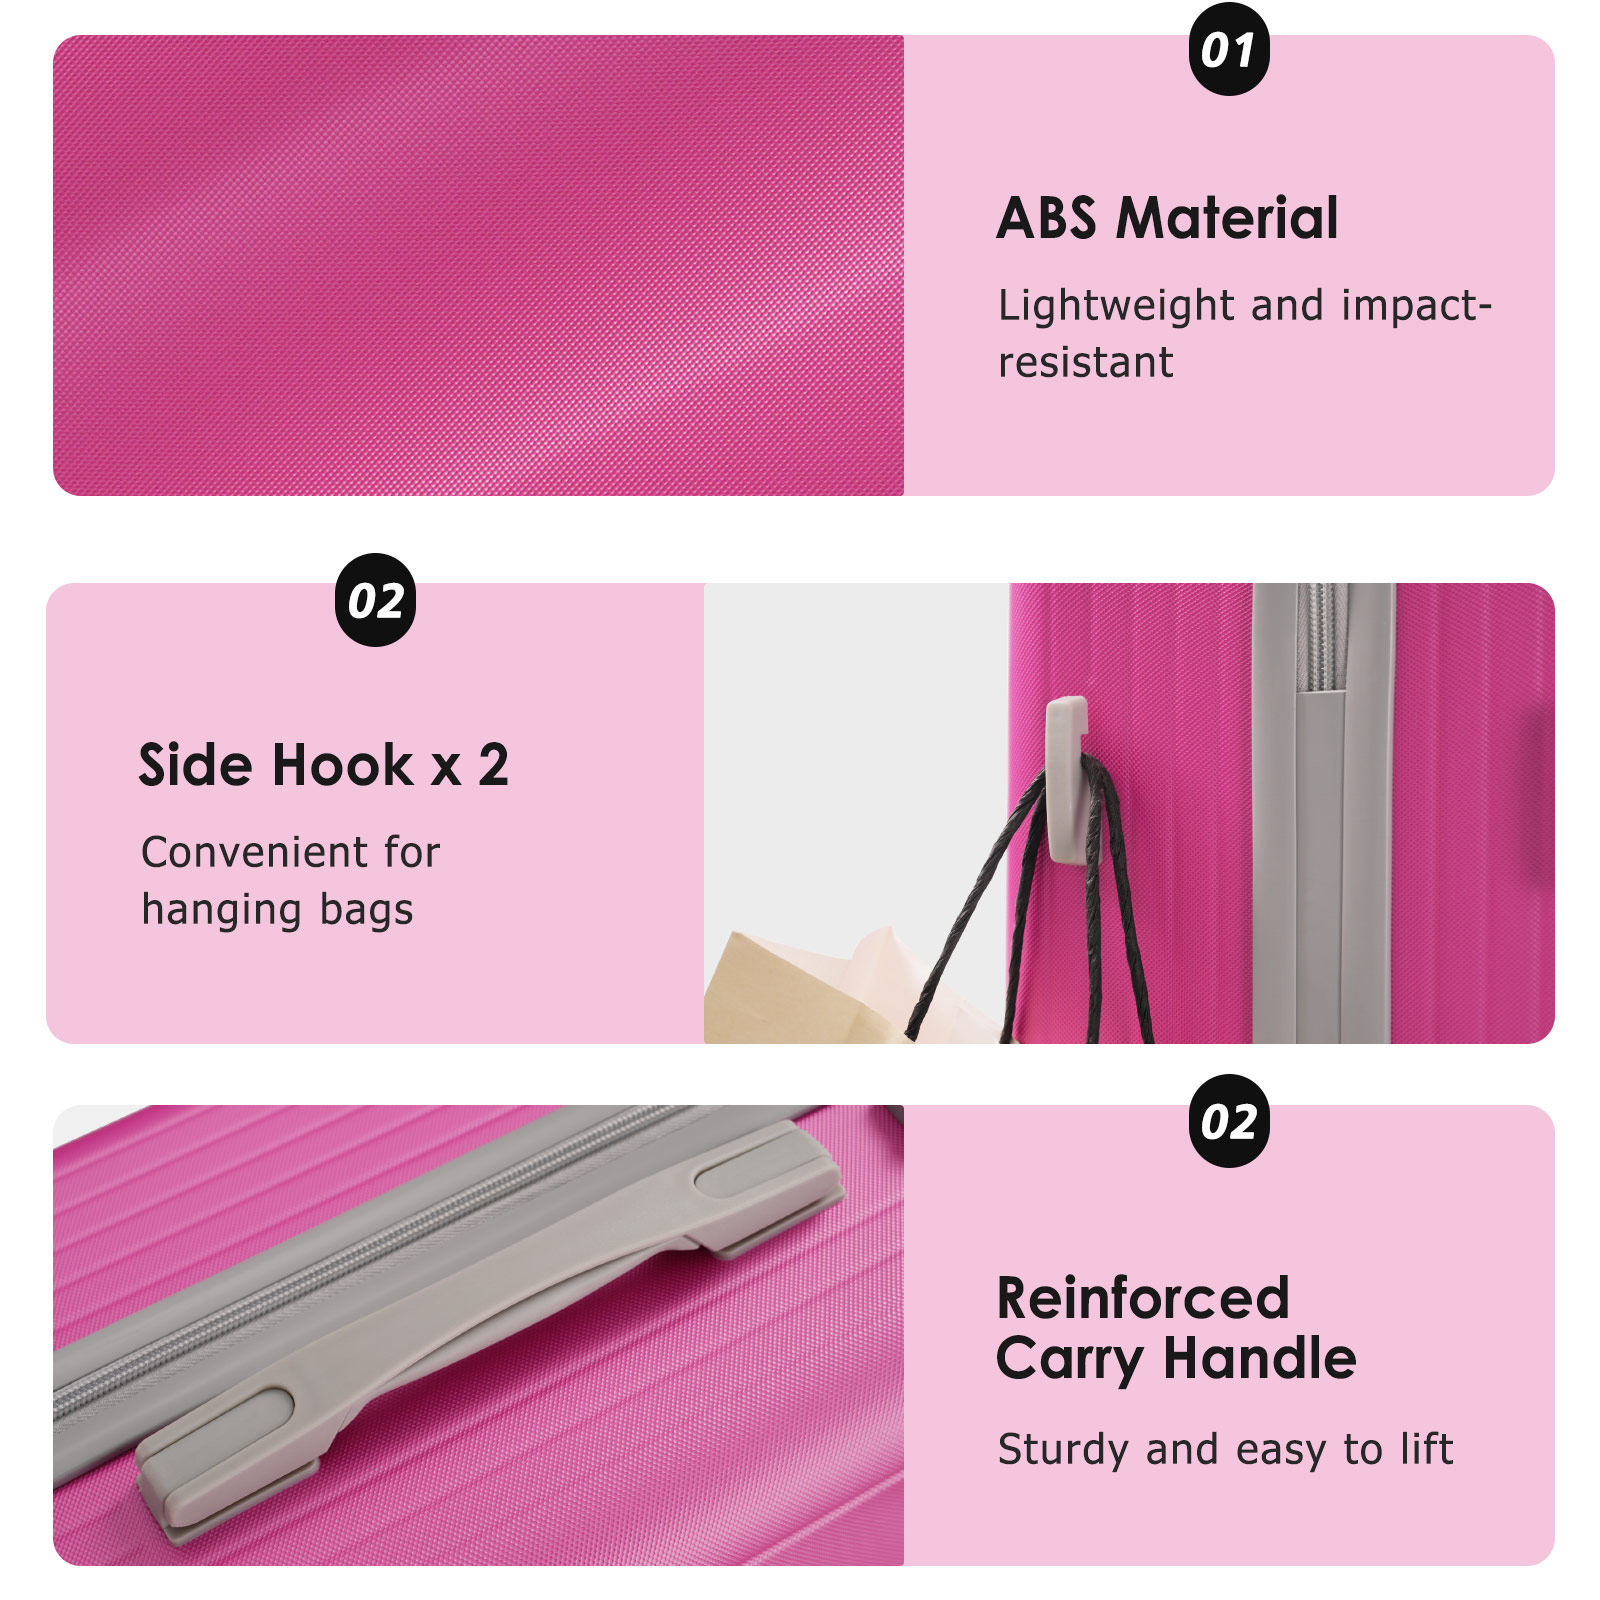 01
ABS Material
Lightweight and impact-
resistant
02
Side Hook x 2
Convenient for
hanging bags
02
Reinforced
Carry Handle
Sturdy and easy to lift